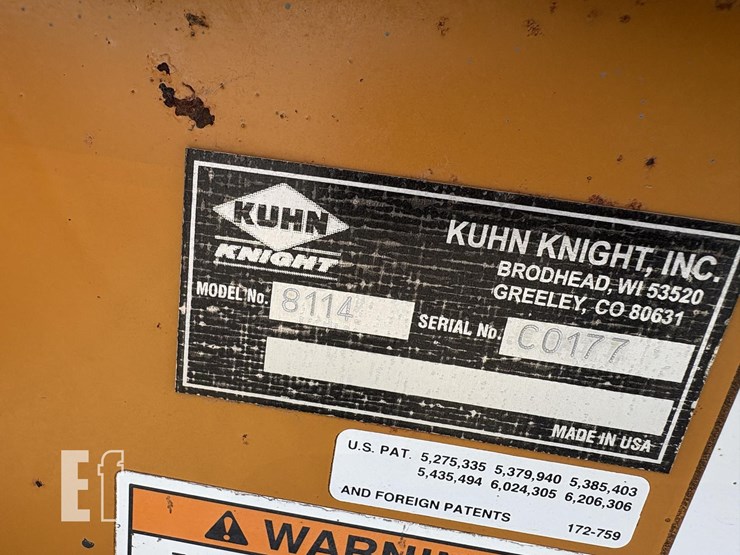 KUHN
KNIGHT
KUHN KNIGHT, INC.
BRODHEAD, WI 53520
GREELEY, CO 80631
MODEL No. 8114
SERIAL No. C0177
MADE IN USA
U.S. PAT. 5,275,335 5,379,940 5,385,403
5,435,494 6,024,305 6,206,306
AND FOREIGN PATENTS 172-759
Ef
WARNING